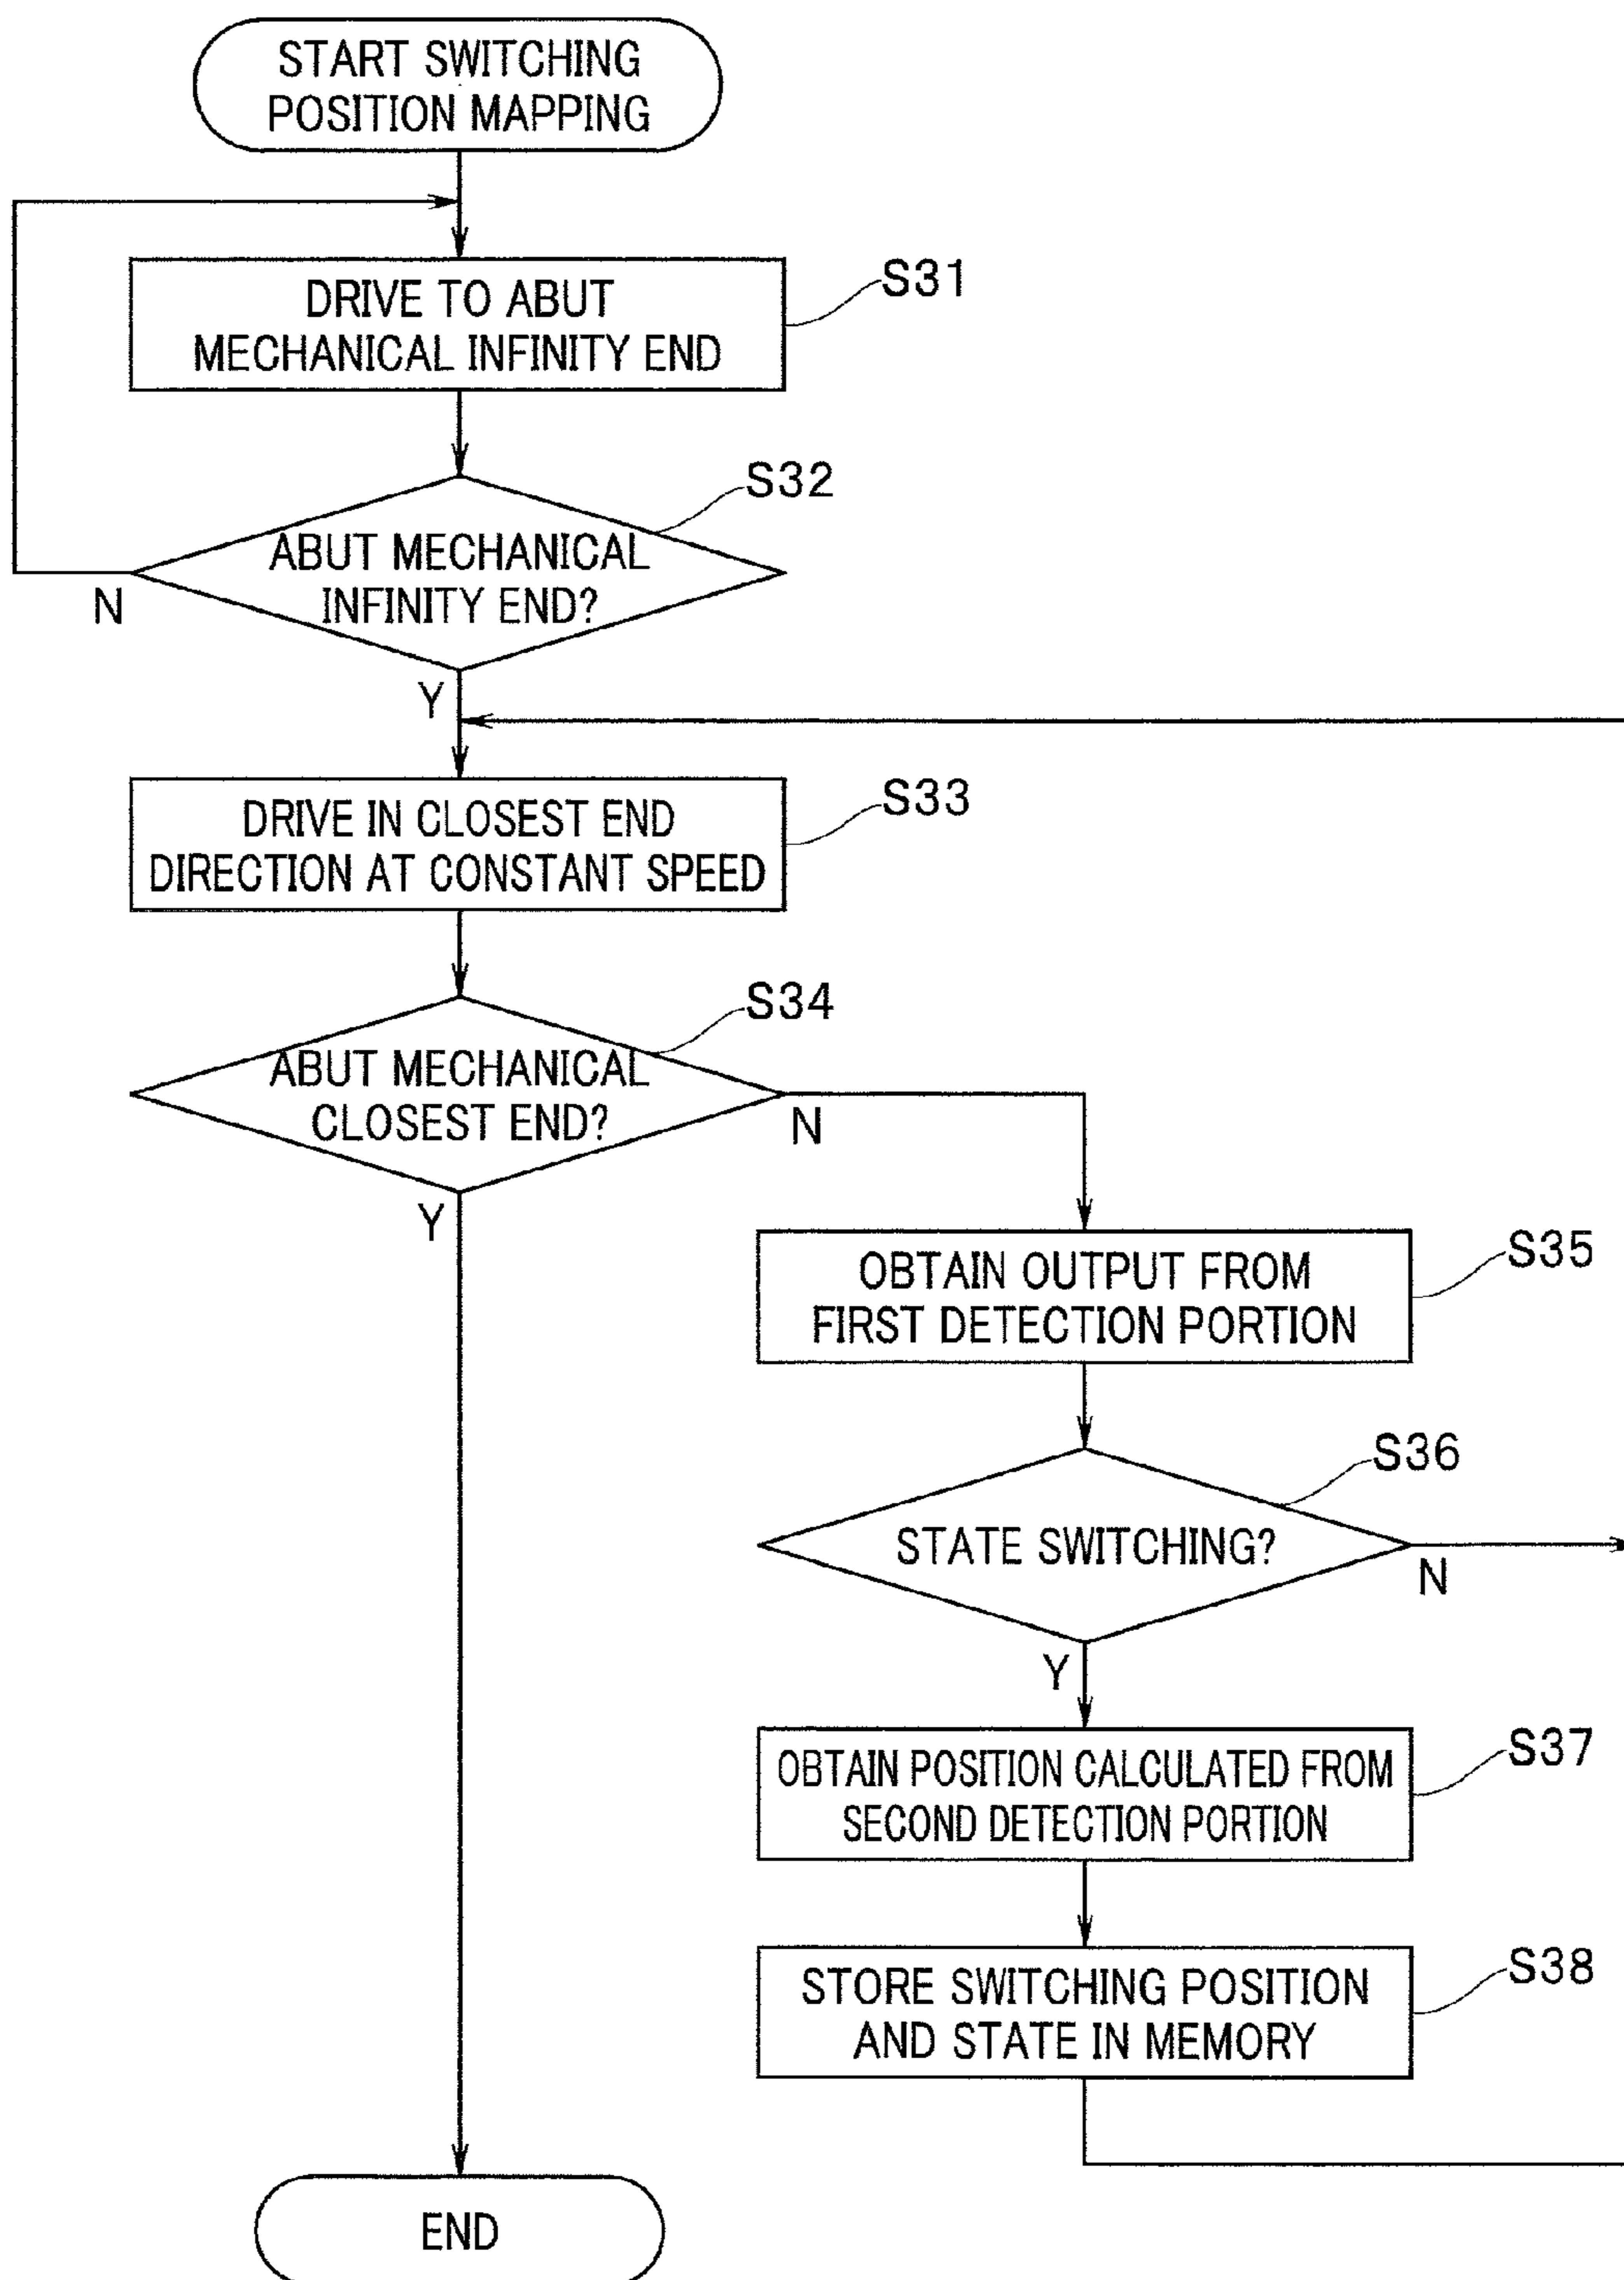 START SWITCHING
POSITION MAPPING
DRIVE TO ABUT
MECHANICAL INFINITY END
S31
S32
ABUT MECHANICAL
INFINITY END?
N
Y
DRIVE IN CLOSEST END
DIRECTION AT CONSTANT SPEED
S33
S34
ABUT MECHANICAL
CLOSEST END?
N
Y
OBTAIN OUTPUT FROM
FIRST DETECTION PORTION
S35
S36
STATE SWITCHING?
N
Y
OBTAIN POSITION CALCULATED FROM
SECOND DETECTION PORTION
S37
STORE SWITCHING POSITION
AND STATE IN MEMORY
S38
END